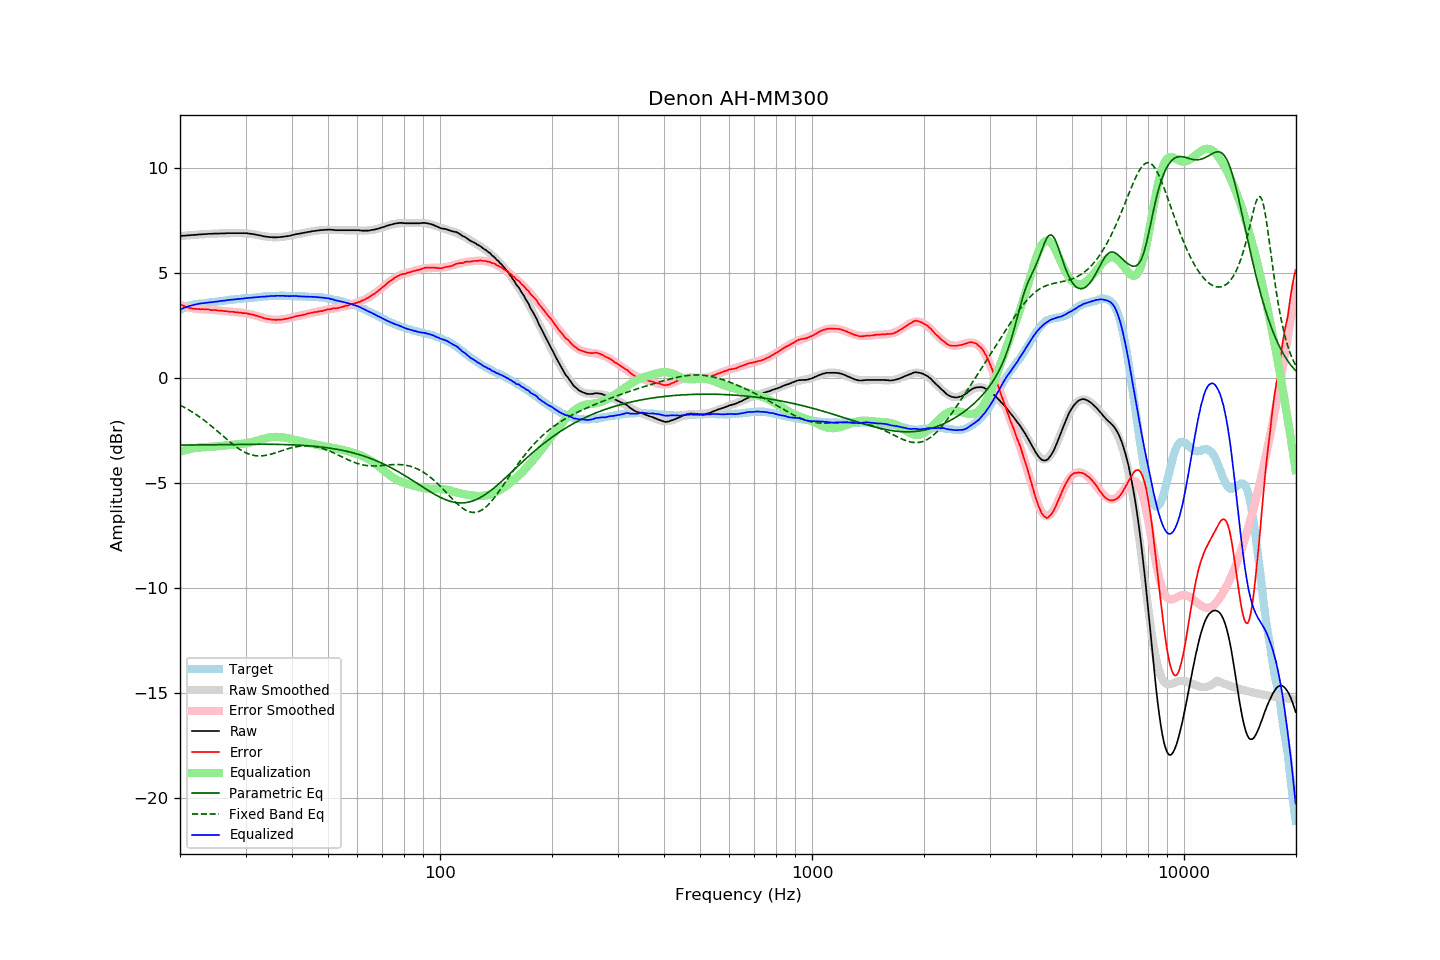 Denon AH-MM300
Amplitude (dBr)
10
5
0
−5
−10
−15
−20
Target
Raw Smoothed
Error Smoothed
Raw
Error
Equalization
Parametric Eq
Fixed Band Eq
Equalized
100
1000
10000
Frequency (Hz)